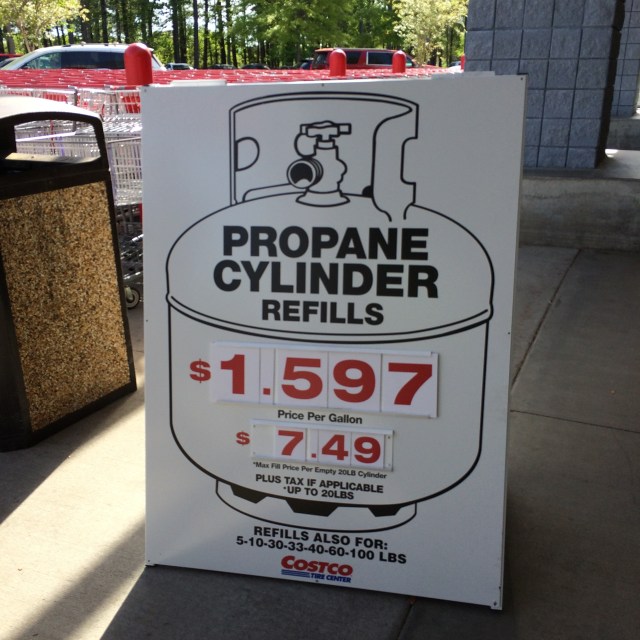 PROPANE
CYLINDER
REFILLS
$1.597
Price Per Gallon
$7.49
*Max Fill Price Per Empty 20LB Cylinder
PLUS TAX IF APPLICABLE
*UP TO 20LBS
REFILLS ALSO FOR:
5-10-30-33-40-60-100 LBS
COSTCO
TIRE CENTER